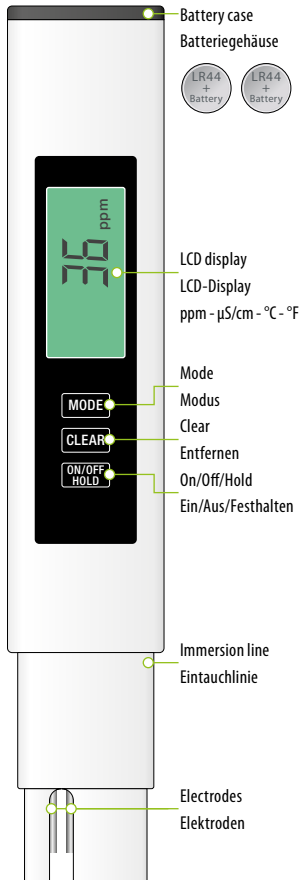 Battery case
Batteriegehäuse
LR44
+
Battery
LR44
+
Battery
36 ppm
LCD display
LCD-Display
ppm - µS/cm - °C - °F
MODE
Mode
Modus
CLEAR
Clear
Entfernen
ON/OFF
HOLD
On/Off/Hold
Ein/Aus/Festhalten
Immersion line
Eintauchlinie
Electrodes
Elektroden